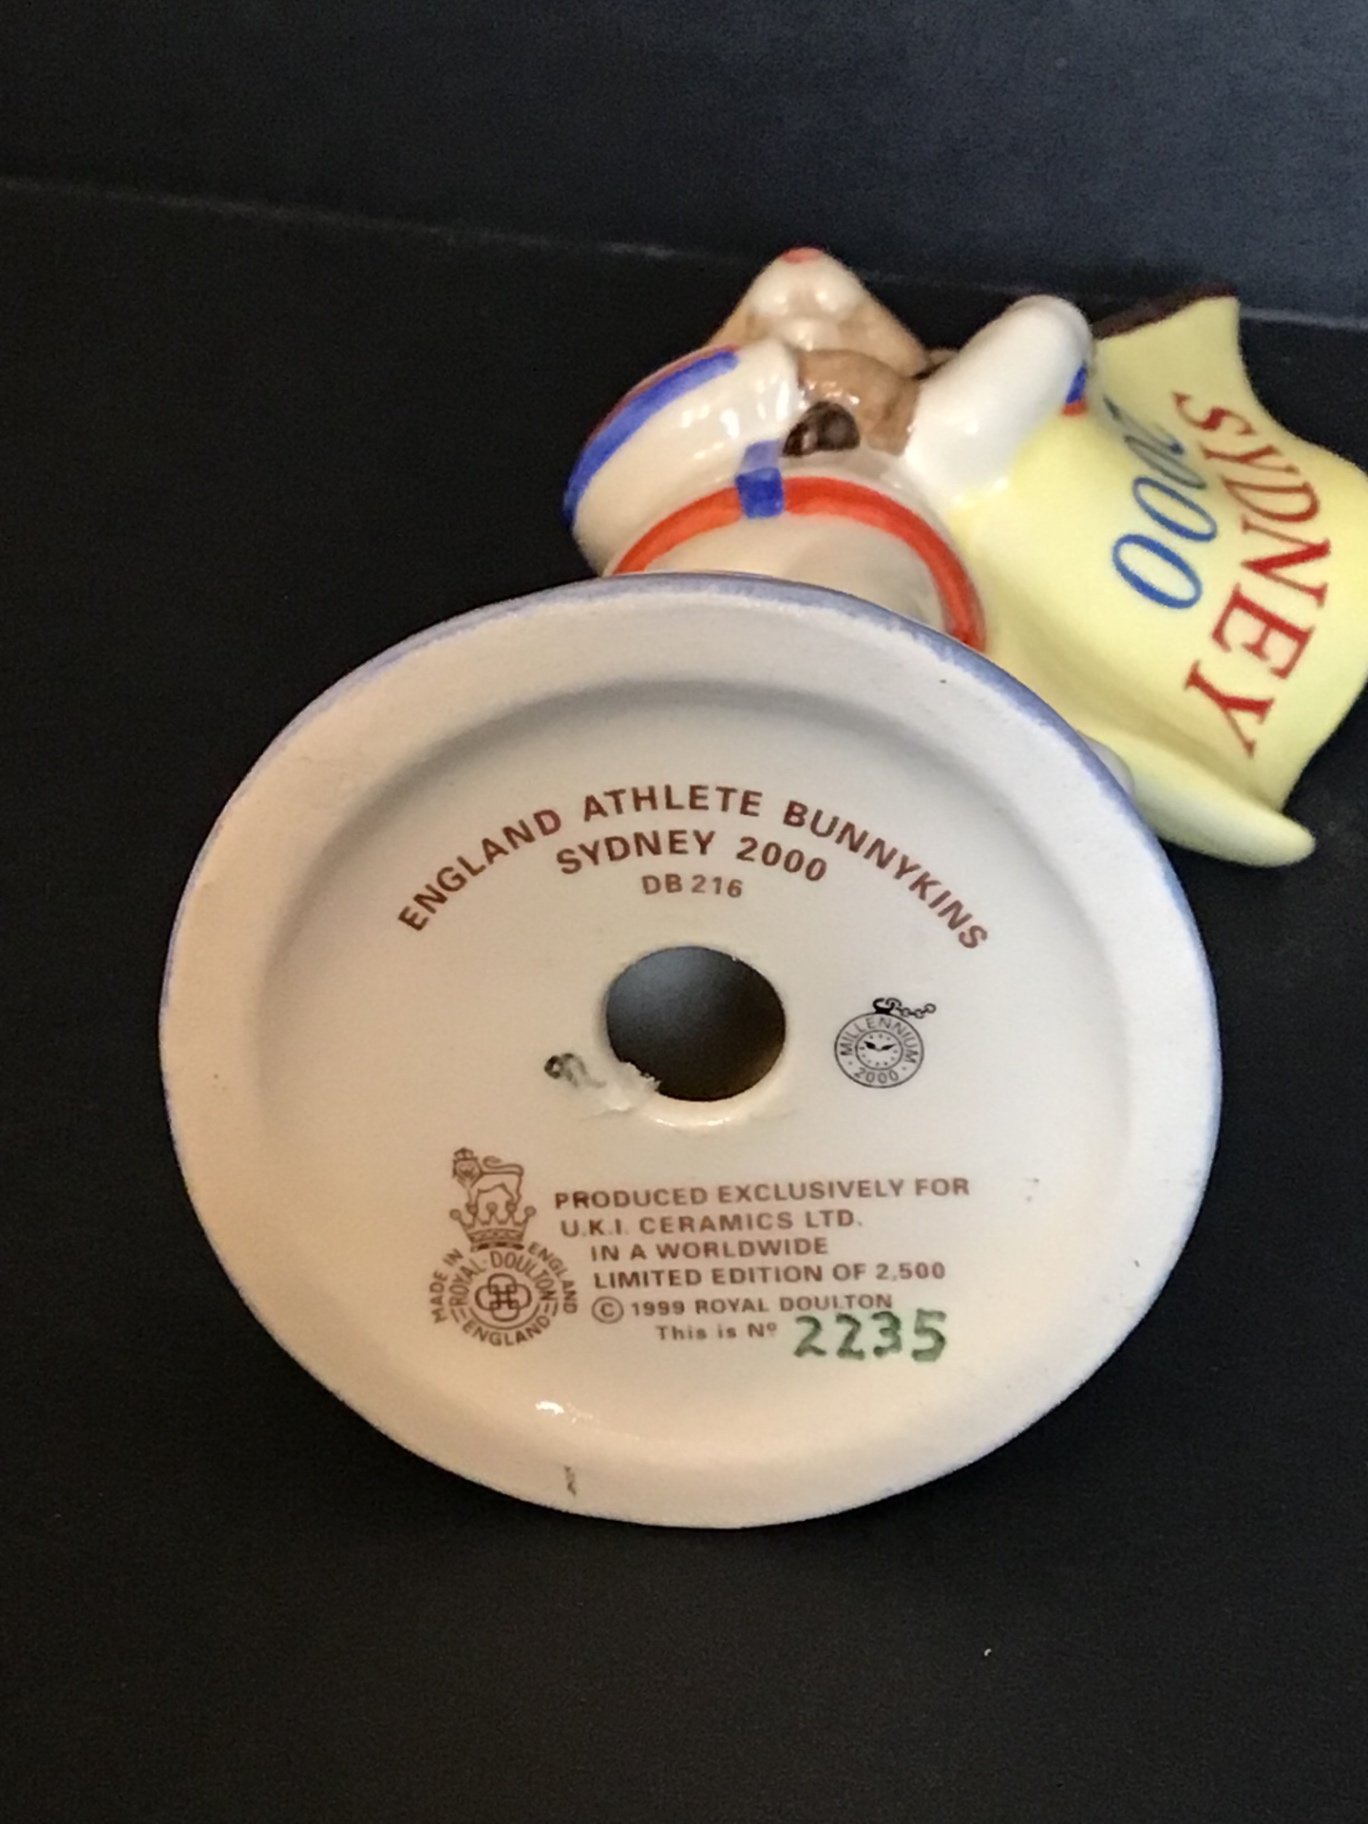 SYDNEY
2000
ENGLAND ATHLETE BUNNYKINS
SYDNEY 2000
DB 216
MILLENNIUM
2000
MADE IN ENGLAND
ROYAL DOULTON
ENGLAND
PRODUCED EXCLUSIVELY FOR
U.K.I. CERAMICS LTD.
IN A WORLDWIDE
LIMITED EDITION OF 2,500
© 1999 ROYAL DOULTON
This is Nº 2235